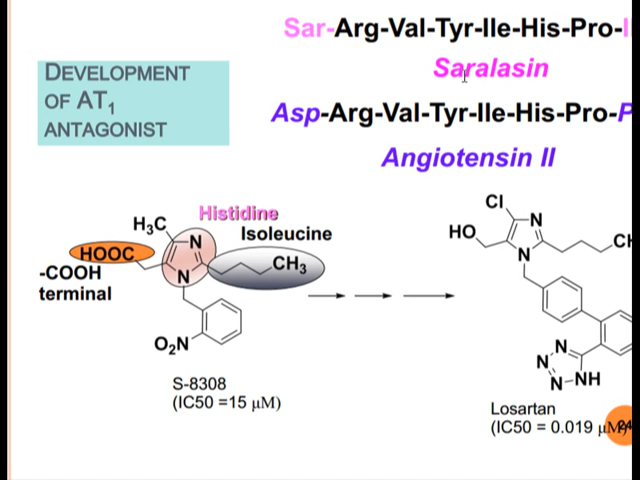 Sar-Arg-Val-Tyr-Ile-His-Pro-I
Saralasin
DEVELOPMENT
OF AT1
ANTAGONIST
Asp-Arg-Val-Tyr-Ile-His-Pro-P
Angiotensin II
H3C
Histidine
Isoleucine
HOOC
N
CH3
-COOH
terminal
N
O2N
S-8308
(IC50 =15 μM)
Cl
N
HO
CH
N
N
N
N-NH
Losartan
(IC50 = 0.019 μM)
24